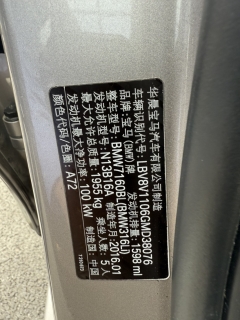 华晨宝马汽车有限公司制造
车辆识别代号:LBV8V1106GMD38076
品牌:宝马(BMW)牌 发动机排量:1598 ml
整车型号:BMW7160BL(BMW316Li)
发动机型号:N13B16A 制造年月:2016.01
最大允许总质量:1955 kg 乘坐人数:5人
发动机最大净功率:100 kW 制造国:中国
颜色代码/色:A72